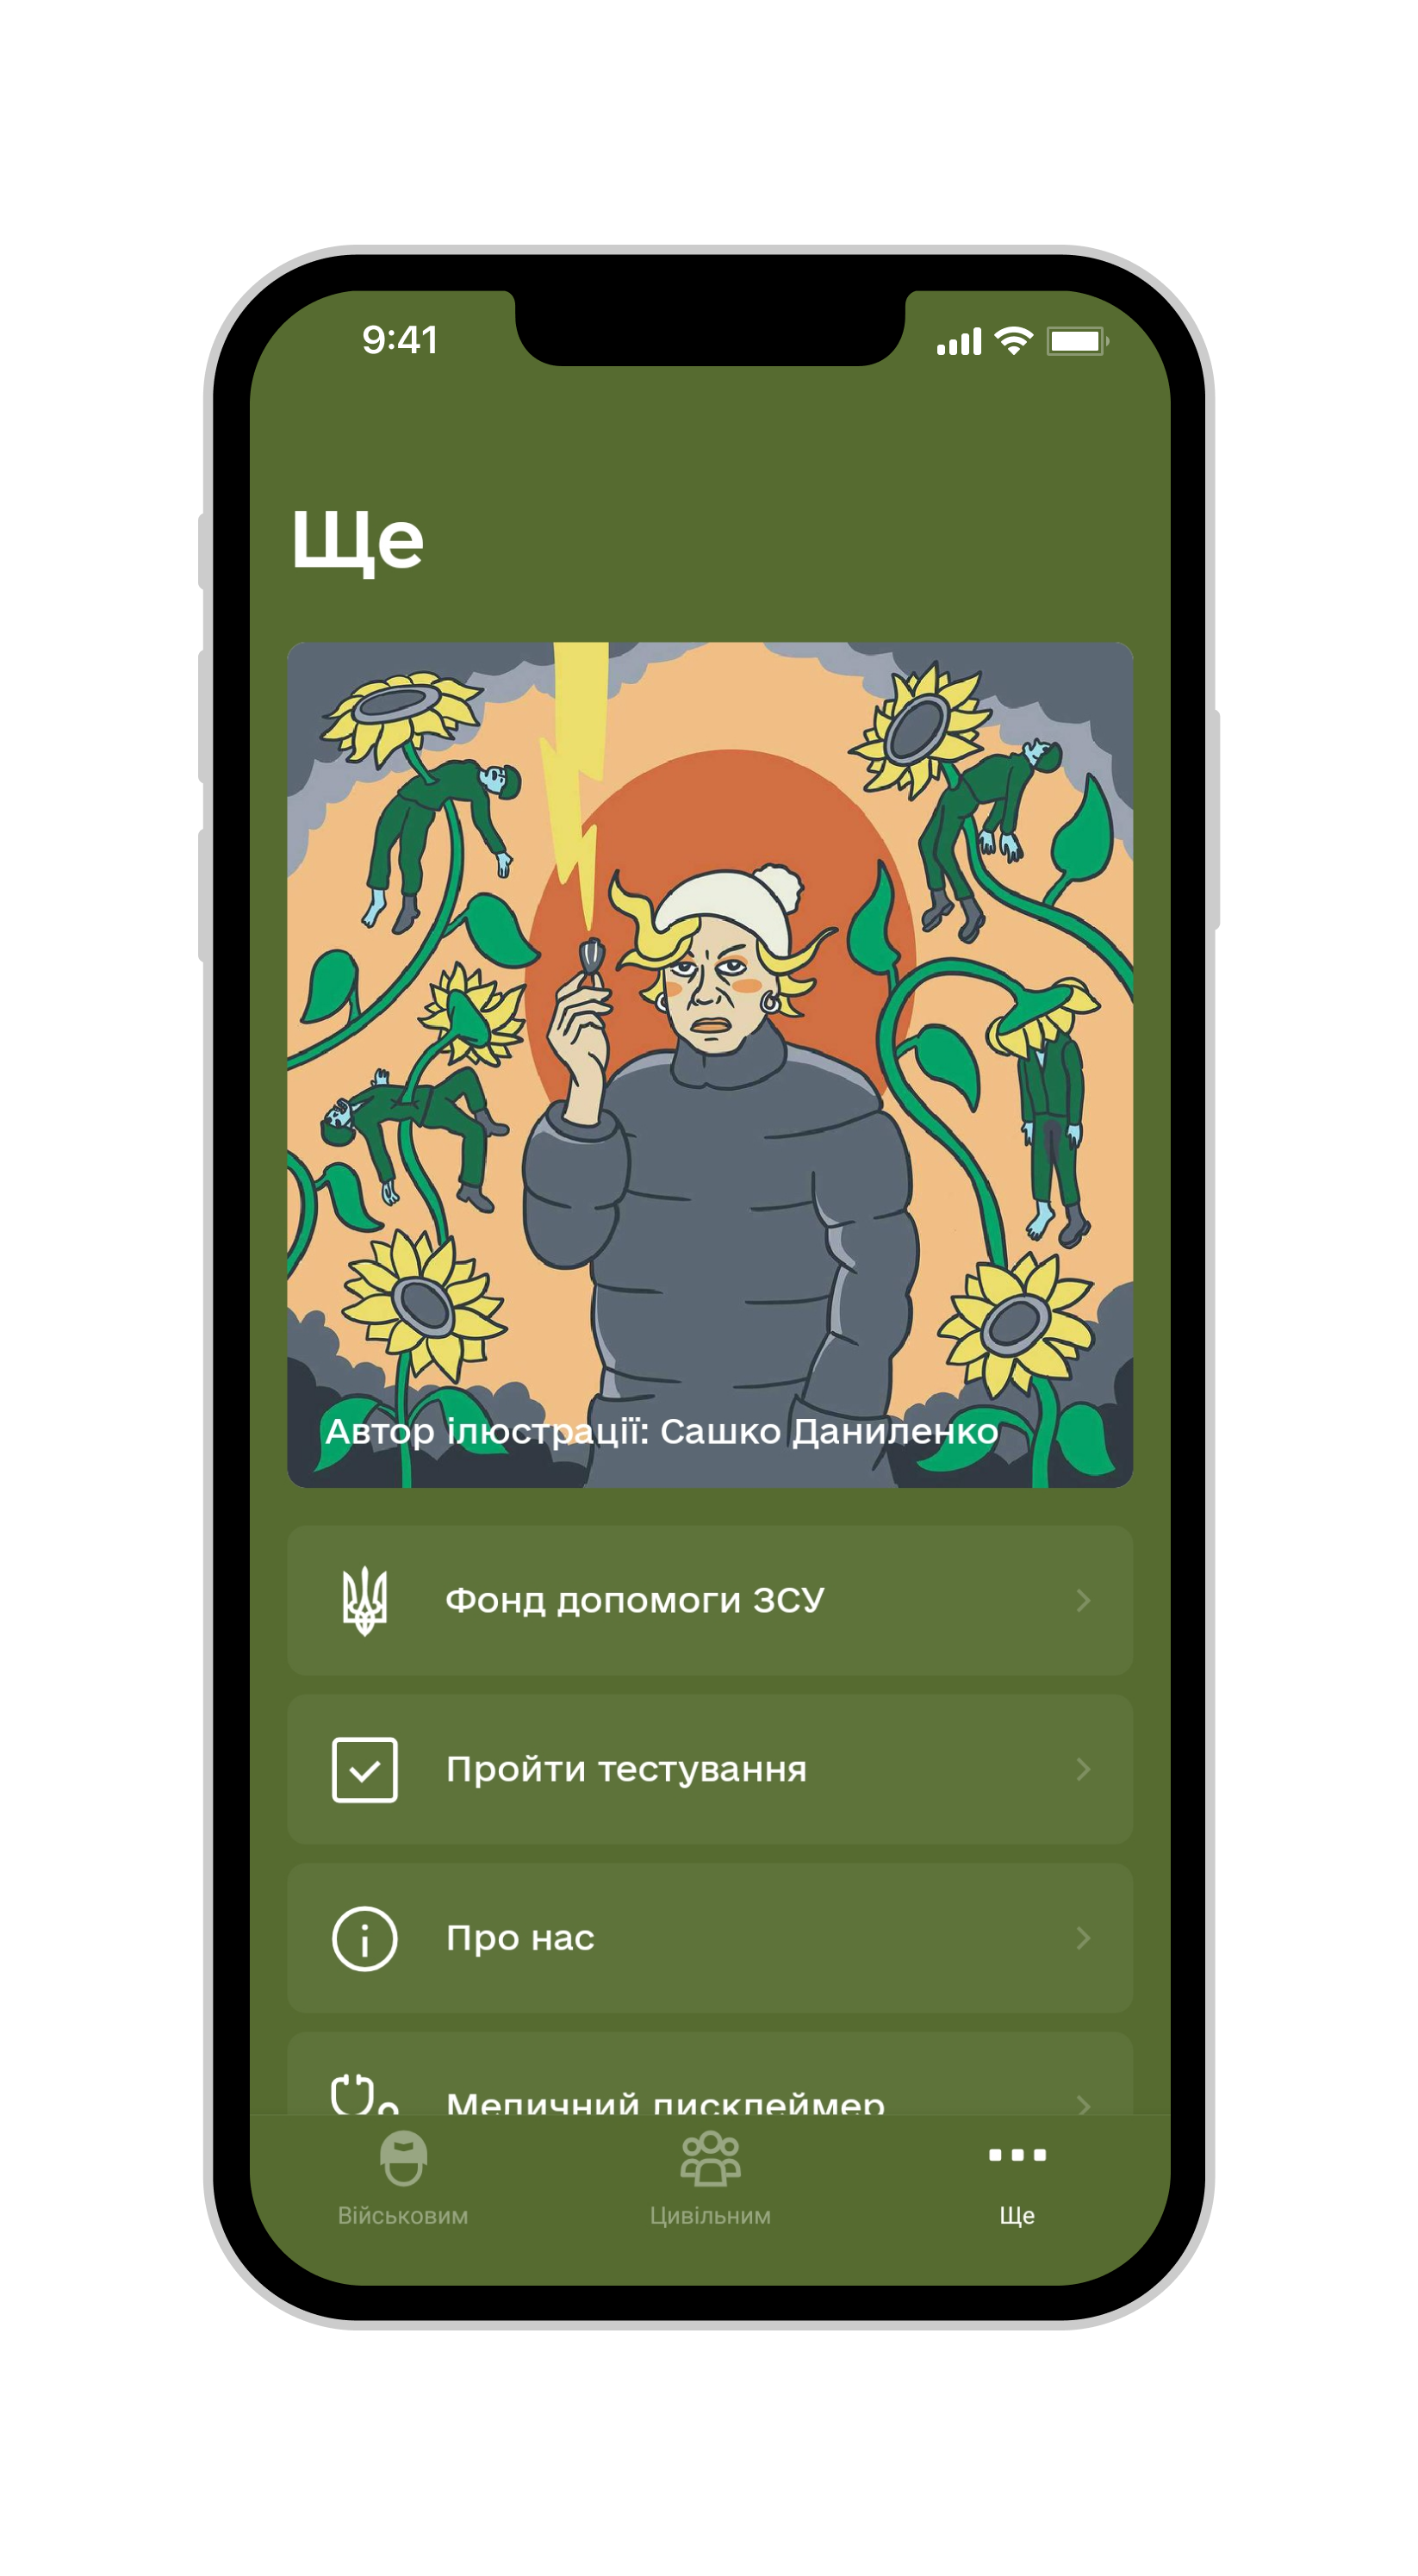 9:41
Ще
Автор ілюстрації: Сашко Даниленко
Фонд допомоги ЗСУ
Пройти тестування
Про нас
Медичний дисклеймер
Військовим
Цивільним
Ще